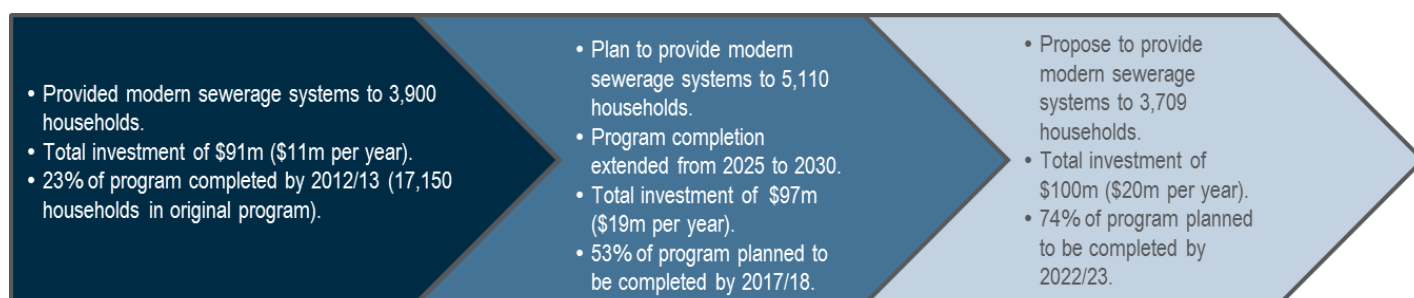 • Provided modern sewerage systems to 3,900
households.
• Total investment of $91m ($11m per year).
• 23% of program completed by 2012/13 (17,150
households in original program).
• Plan to provide modern
sewerage systems to 5,110
households.
• Program completion
extended from 2025 to 2030.
• Total investment of $97m
($19m per year).
• 53% of program planned to
be completed by 2017/18.
• Propose to provide
modern sewerage
systems to 3,709
households.
• Total investment of
$100m ($20m per year).
• 74% of program planned
to be completed by
2022/23.